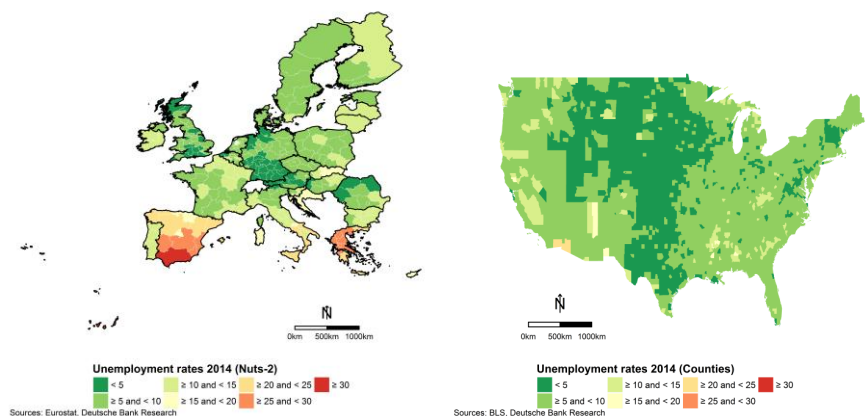 N
0km 500km 1000km
Unemployment rates 2014 (Nuts-2)
< 5 ≥ 10 and < 15 ≥ 20 and < 25 ≥ 30
≥ 5 and < 10 ≥ 15 and < 20 ≥ 25 and < 30
Sources: Eurostat, Deutsche Bank Research
N
0km 500km 1000km
Unemployment rates 2014 (Counties)
< 5 ≥ 10 and < 15 ≥ 20 and < 25 ≥ 30
≥ 5 and < 10 ≥ 15 and < 20 ≥ 25 and < 30
Sources: BLS, Deutsche Bank Research